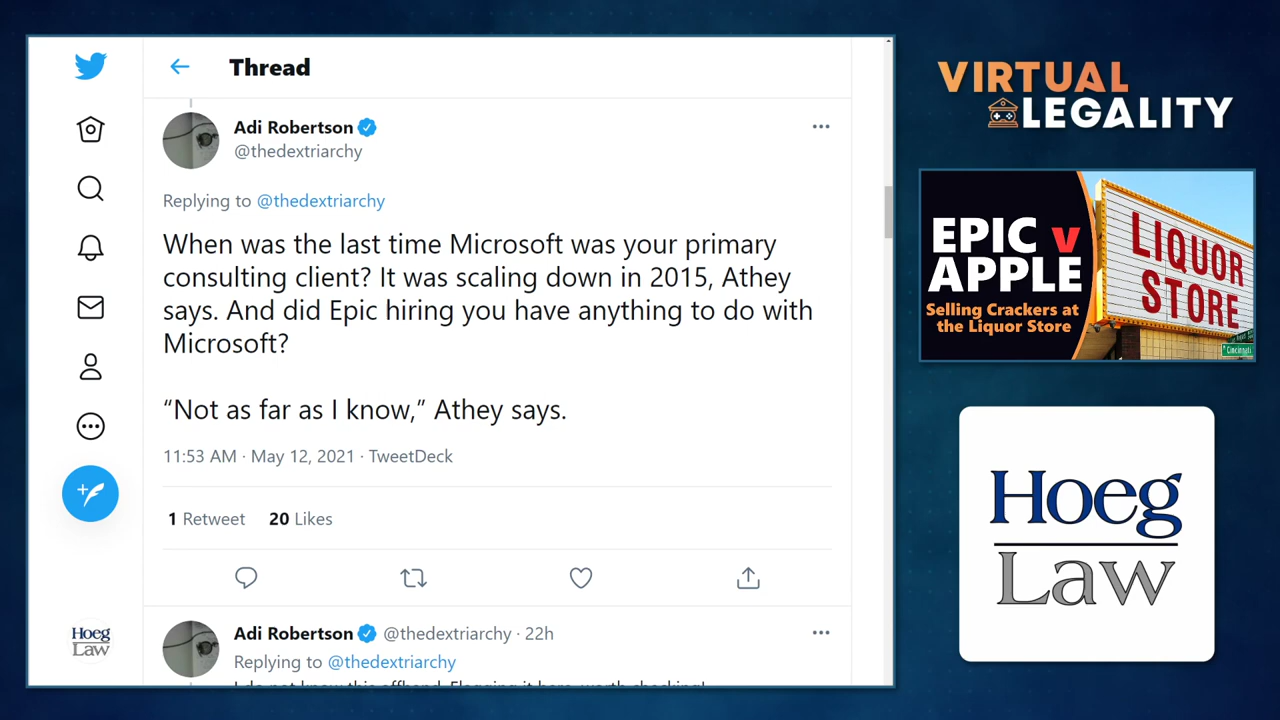 Thread
Adi Robertson
@thedextriarchy
Replying to @thedextriarchy
When was the last time Microsoft was your primary
consulting client? It was scaling down in 2015, Athey
says. And did Epic hiring you have anything to do with
Microsoft?
“Not as far as I know,” Athey says.
11:53 AM · May 12, 2021 · TweetDeck
1 Retweet 20 Likes
Adi Robertson @thedextriarchy · 22h
Replying to @thedextriarchy
Hoeg
Law
VIRTUAL
LEGALITY
EPIC v
APPLE
Selling Crackers at
the Liquor Store
LIQUOR
STORE
Cincinnati
Hoeg
Law